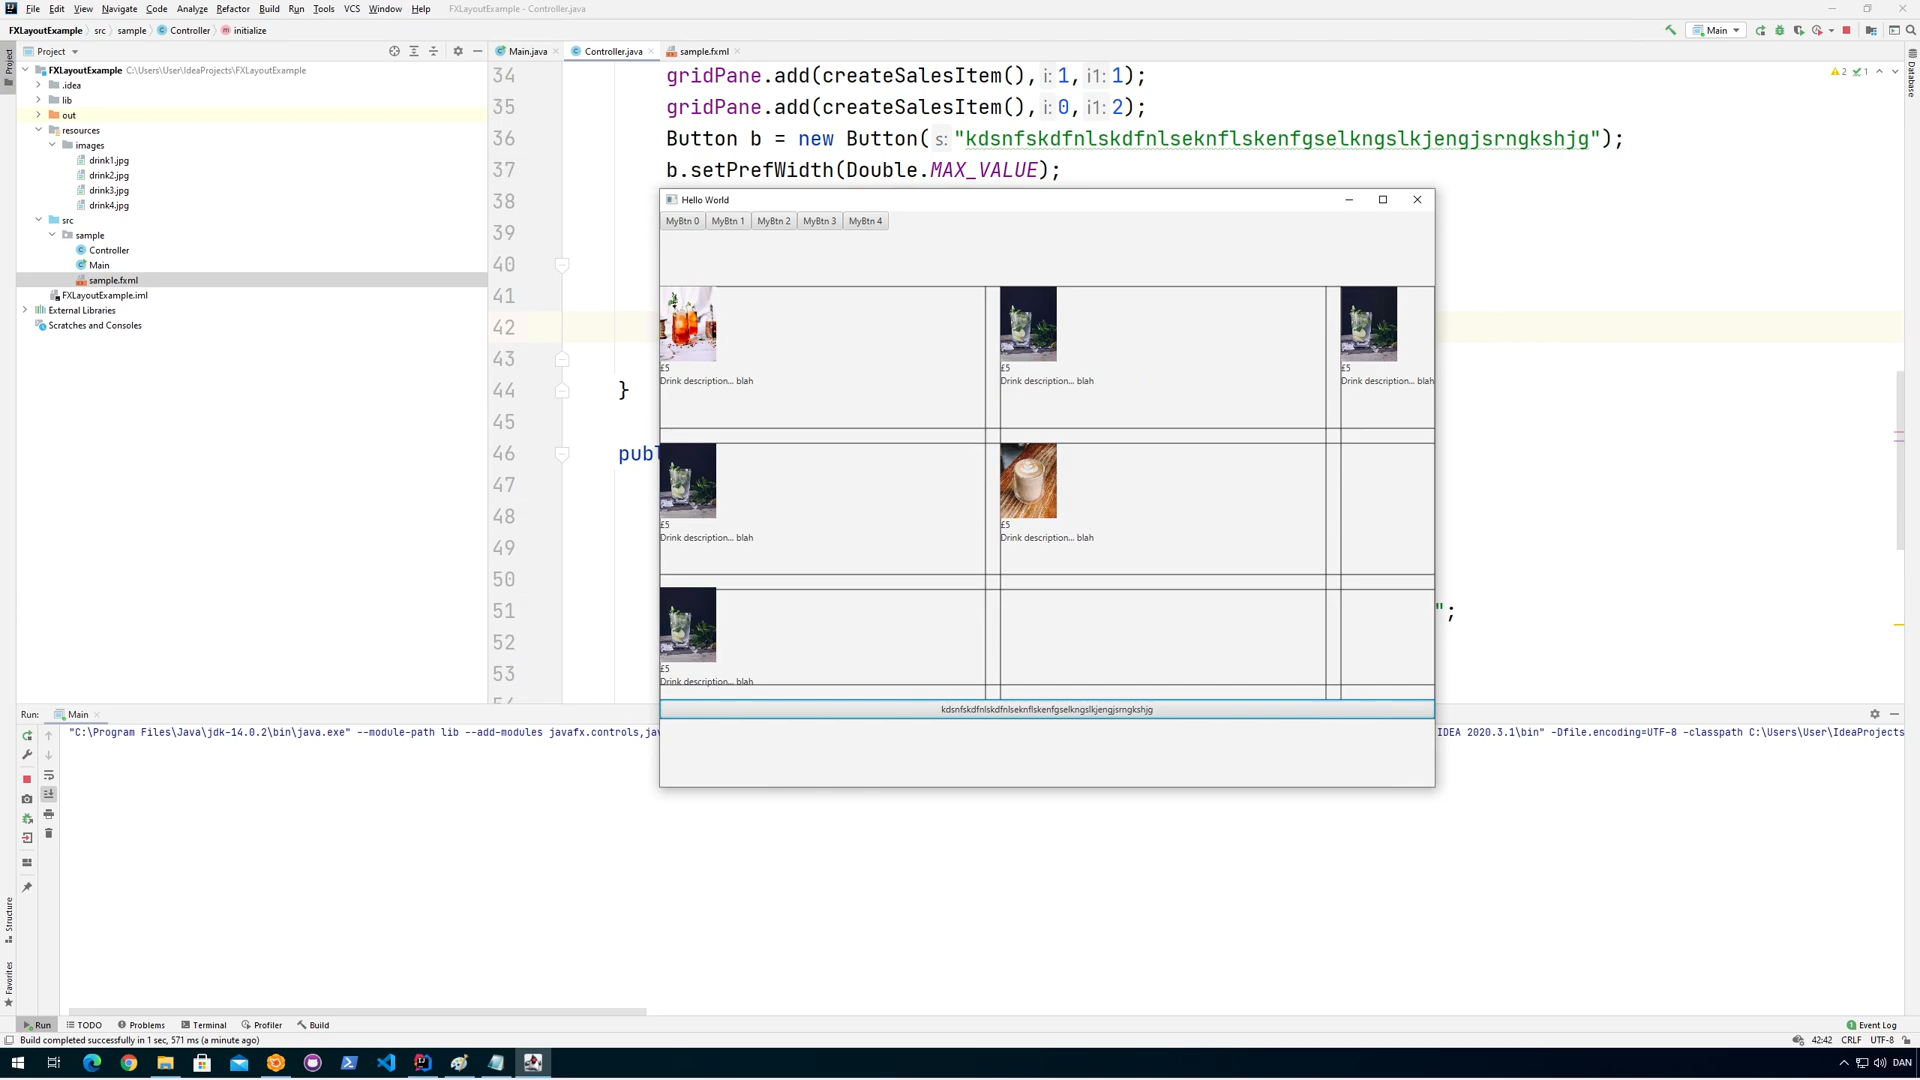 File Edit View Navigate Code Analyze Refactor Build Run Tools VCS Window Help FXLayoutExample - Controller.java
FXLayoutExample src sample Controller initialize
Main
Project
FXLayoutExample C:\Users\User\IdeaProjects\FXLayoutExample
.idea
lib
out
resources
images
drink1.jpg
drink2.jpg
drink3.jpg
drink4.jpg
src
sample
Controller
Main
sample.fxml
FXLayoutExample.iml
External Libraries
Scratches and Consoles
Project
Structure
Favorites
Database
Main.java Controller.java sample.fxml
2 1
34 gridPane.add(createSalesItem(), i: 1, i1: 1);
35 gridPane.add(createSalesItem(), i: 0, i1: 2);
36 Button b = new Button( s: "kdsnfskdfnlskdfnlseknflskenfgselkngslkjengjsrngkshjg");
37 b.setPrefWidth(Double.MAX_VALUE);
38
39
40
41
42
43
44 }
45
46 publ
47
48
49
50
51 ";
52
53
Hello World
MyBtn 0 MyBtn 1 MyBtn 2 MyBtn 3 MyBtn 4
£5 £5 £5
Drink description... blah Drink description... blah Drink description... blah
£5 £5
Drink description... blah Drink description... blah
£5
Drink description... blah
kdsnfskdfnlskdfnlseknflskenfgselkngslkjengjsrngkshjg
Run: Main
"C:\Program Files\Java\jdk-14.0.2\bin\java.exe" --module-path lib --add-modules javafx.controls,ja IDEA 2020.3.1\bin" -Dfile.encoding=UTF-8 -classpath C:\Users\User\IdeaProjects
Run TODO Problems Terminal Profiler Build Event Log
Build completed successfully in 1 sec, 571 ms (a minute ago) 42:42 CRLF UTF-8
DAN